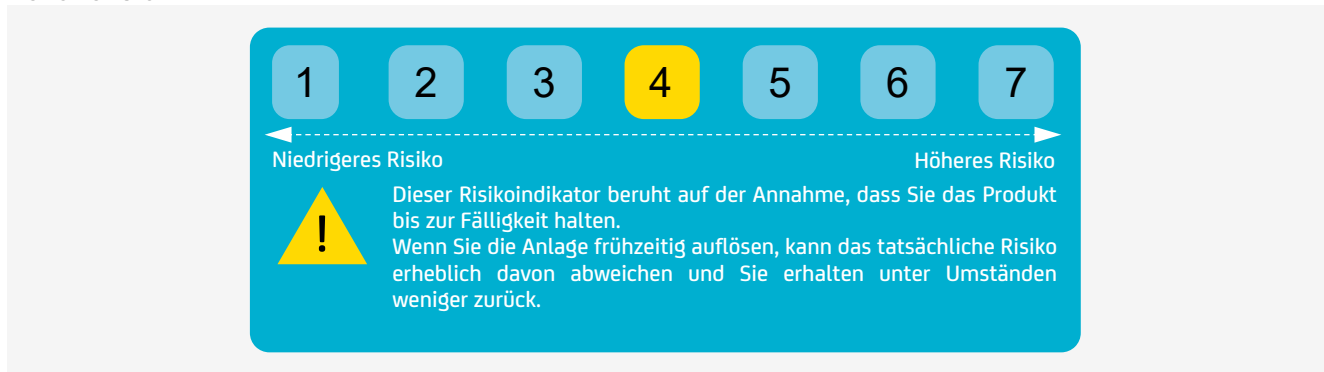 1 2 3 4 5 6 7
Niedrigeres Risiko Höheres Risiko
Dieser Risikoindikator beruht auf der Annahme, dass Sie das Produkt
bis zur Fälligkeit halten.
! Wenn Sie die Anlage frühzeitig auflösen, kann das tatsächliche Risiko
erheblich davon abweichen und Sie erhalten unter Umständen
weniger zurück.